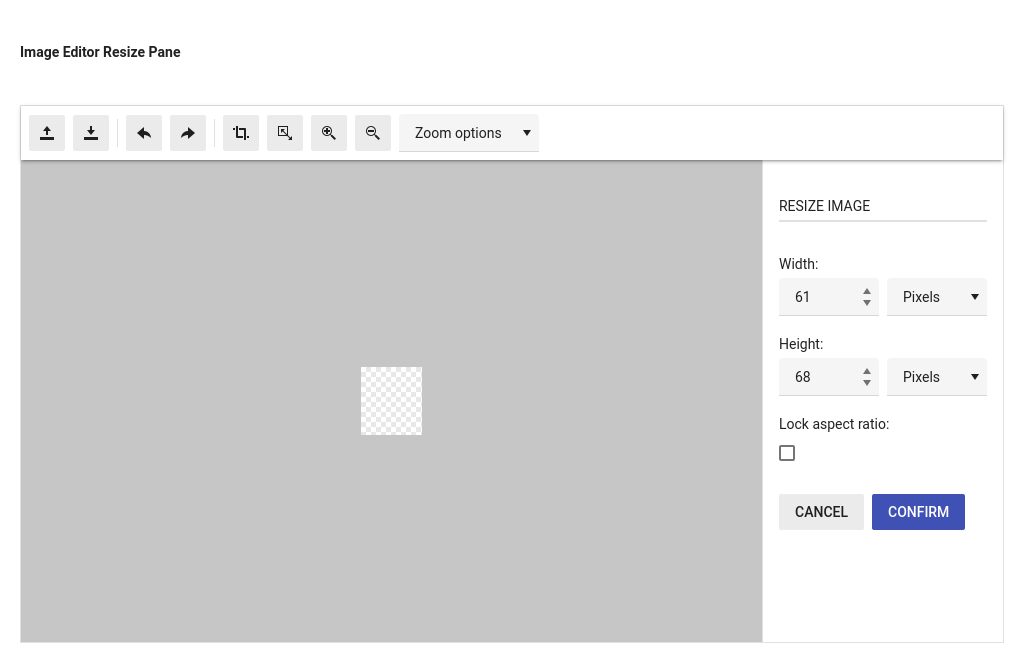 Image Editor Resize Pane
Zoom options
RESIZE IMAGE
Width:
61 Pixels
Height:
68 Pixels
Lock aspect ratio:
CANCEL CONFIRM